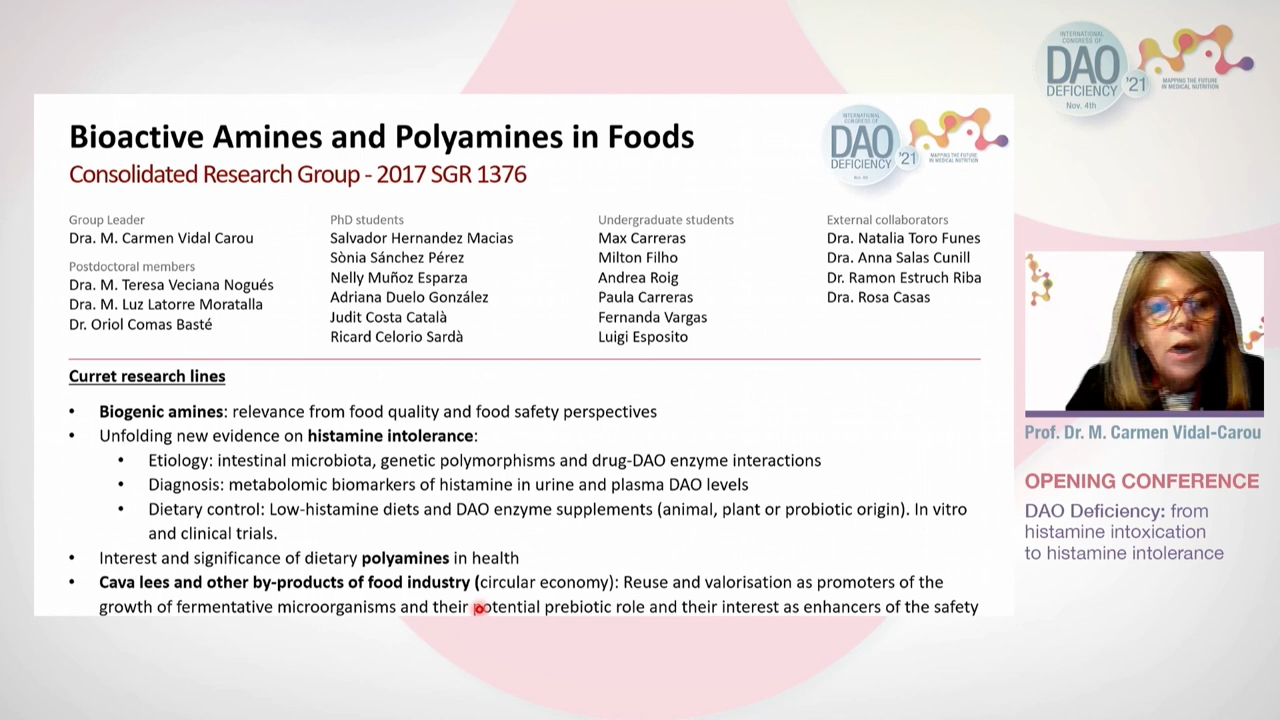 Bioactive Amines and Polyamines in Foods
Consolidated Research Group - 2017 SGR 1376
INTERNATIONAL
CONGRESS OF
DAO
DEFICIENCY
'21
MAPPING THE FUTURE
IN MEDICAL NUTRITION
Group Leader
Dra. M. Carmen Vidal Carou
Postdoctoral members
Dra. M. Teresa Veciana Nogués
Dra. M. Luz Latorre Moratalla
Dr. Oriol Comas Basté
PhD students
Salvador Hernandez Macias
Sònia Sánchez Pérez
Nelly Muñoz Esparza
Adriana Duelo González
Judit Costa Català
Ricard Celorio Sardà
Undergraduate students
Max Carreras
Milton Filho
Andrea Roig
Paula Carreras
Fernanda Vargas
Luigi Esposito
External collaborators
Dra. Natalia Toro Funes
Dra. Anna Salas Cunill
Dr. Ramon Estruch Riba
Dra. Rosa Casas
Curret research lines
• Biogenic amines: relevance from food quality and food safety perspectives
• Unfolding new evidence on histamine intolerance:
• Etiology: intestinal microbiota, genetic polymorphisms and drug-DAO enzyme interactions
• Diagnosis: metabolomic biomarkers of histamine in urine and plasma DAO levels
• Dietary control: Low-histamine diets and DAO enzyme supplements (animal, plant or probiotic origin). In vitro
and clinical trials.
• Interest and significance of dietary polyamines in health
• Cava lees and other by-products of food industry (circular economy): Reuse and valorisation as promoters of the
growth of fermentative microorganisms and their potential prebiotic role and their interest as enhancers of the safety
INTERNATIONAL
CONGRESS OF
DAO
DEFICIENCY
'21
Nov. 4th
MAPPING THE FUTURE
IN MEDICAL NUTRITION
Prof. Dr. M. Carmen Vidal-Carou
OPENING CONFERENCE
DAO Deficiency: from
histamine intoxication
to histamine intolerance